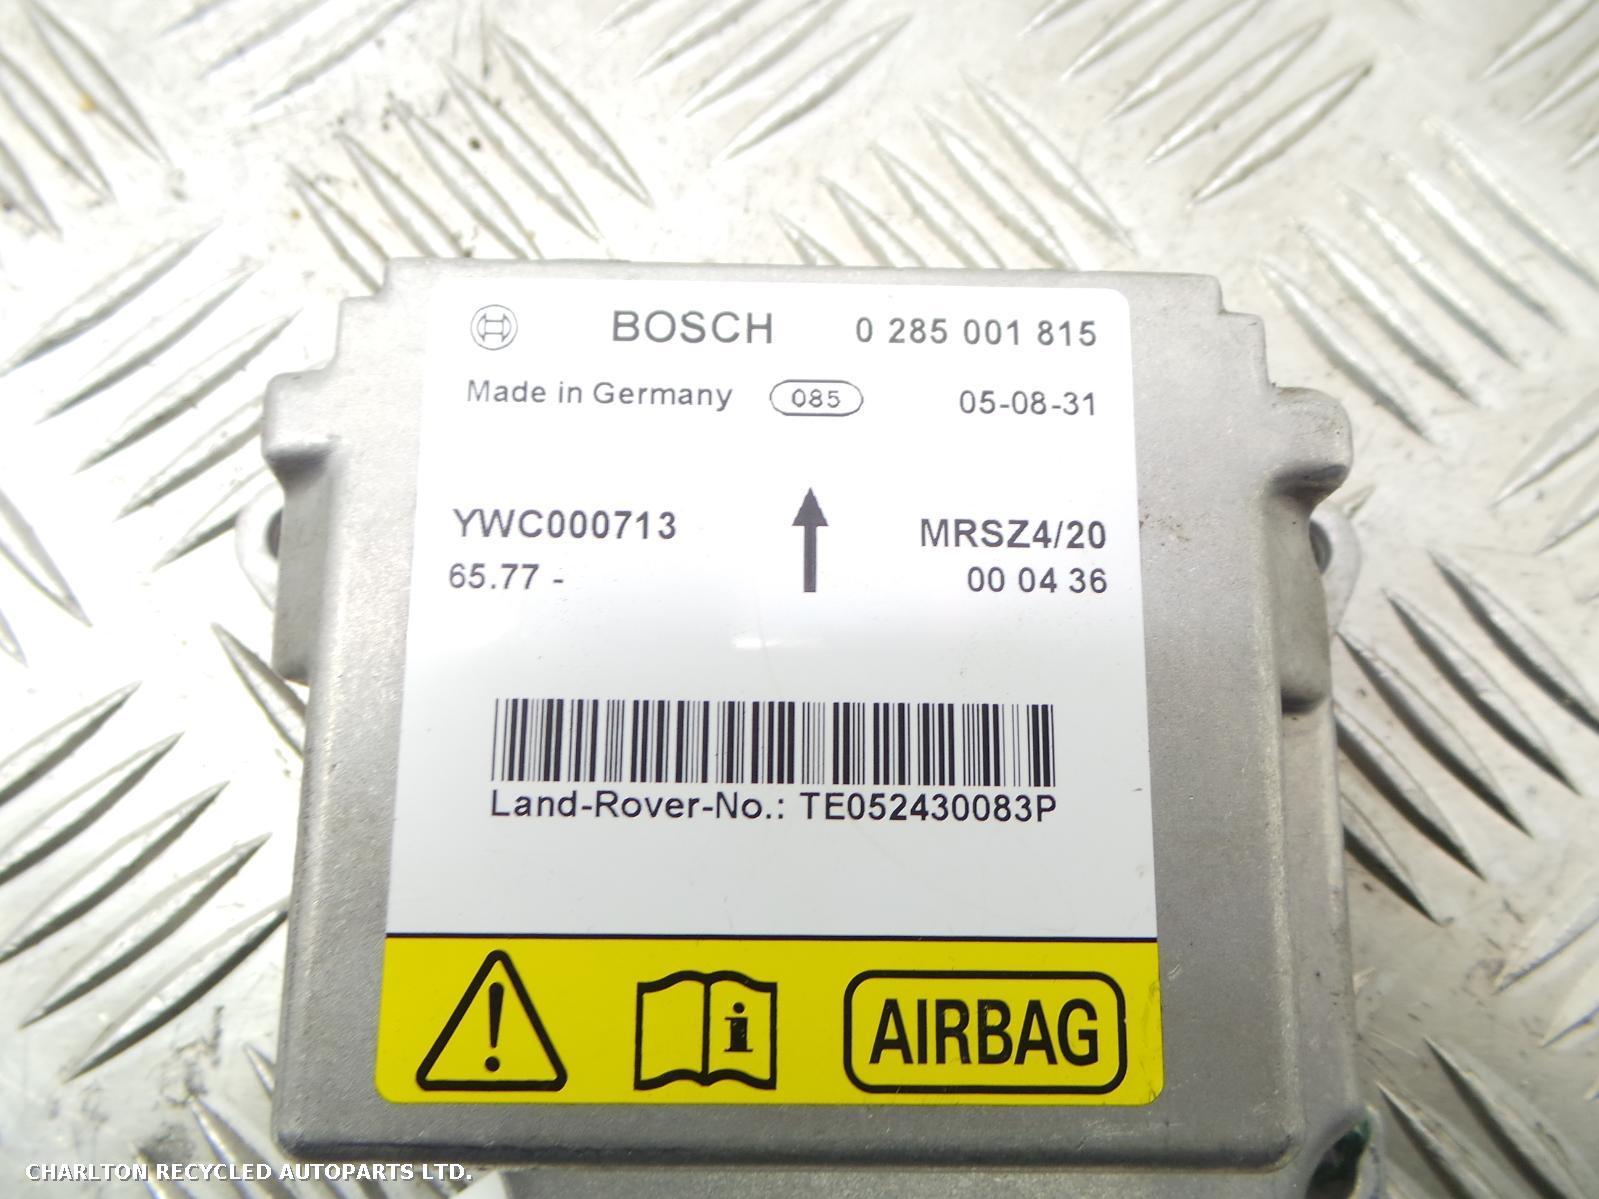 BOSCH 0 285 001 815
Made in Germany 085 05-08-31
YWC000713 MRSZ4/20
65.77 - 00 04 36
Land-Rover-No.: TE052430083P
i AIRBAG
CHARLTON RECYCLED AUTOPARTS LTD.